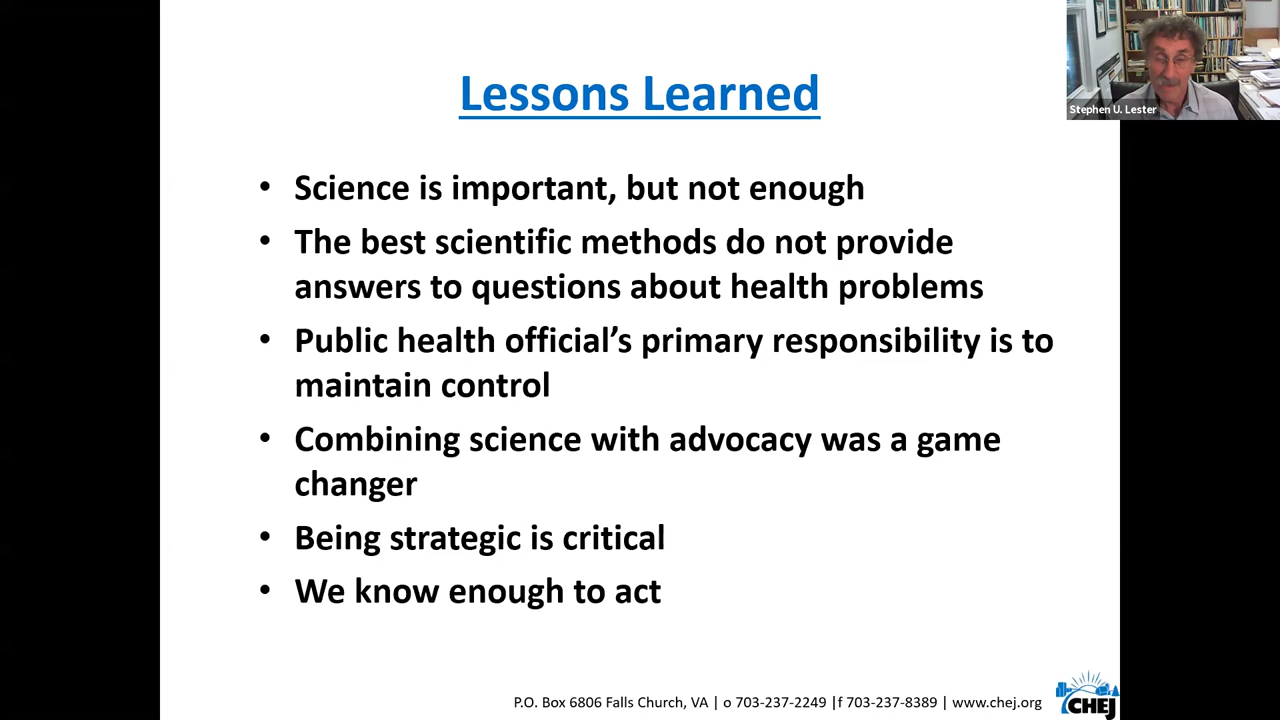 Lessons Learned
Stephen U. Lester
• Science is important, but not enough
• The best scientific methods do not provide
answers to questions about health problems
• Public health official’s primary responsibility is to
maintain control
• Combining science with advocacy was a game
changer
• Being strategic is critical
• We know enough to act
P.O. Box 6806 Falls Church, VA | o 703-237-2249 |f 703-237-8389 | www.chej.org
CHEJ